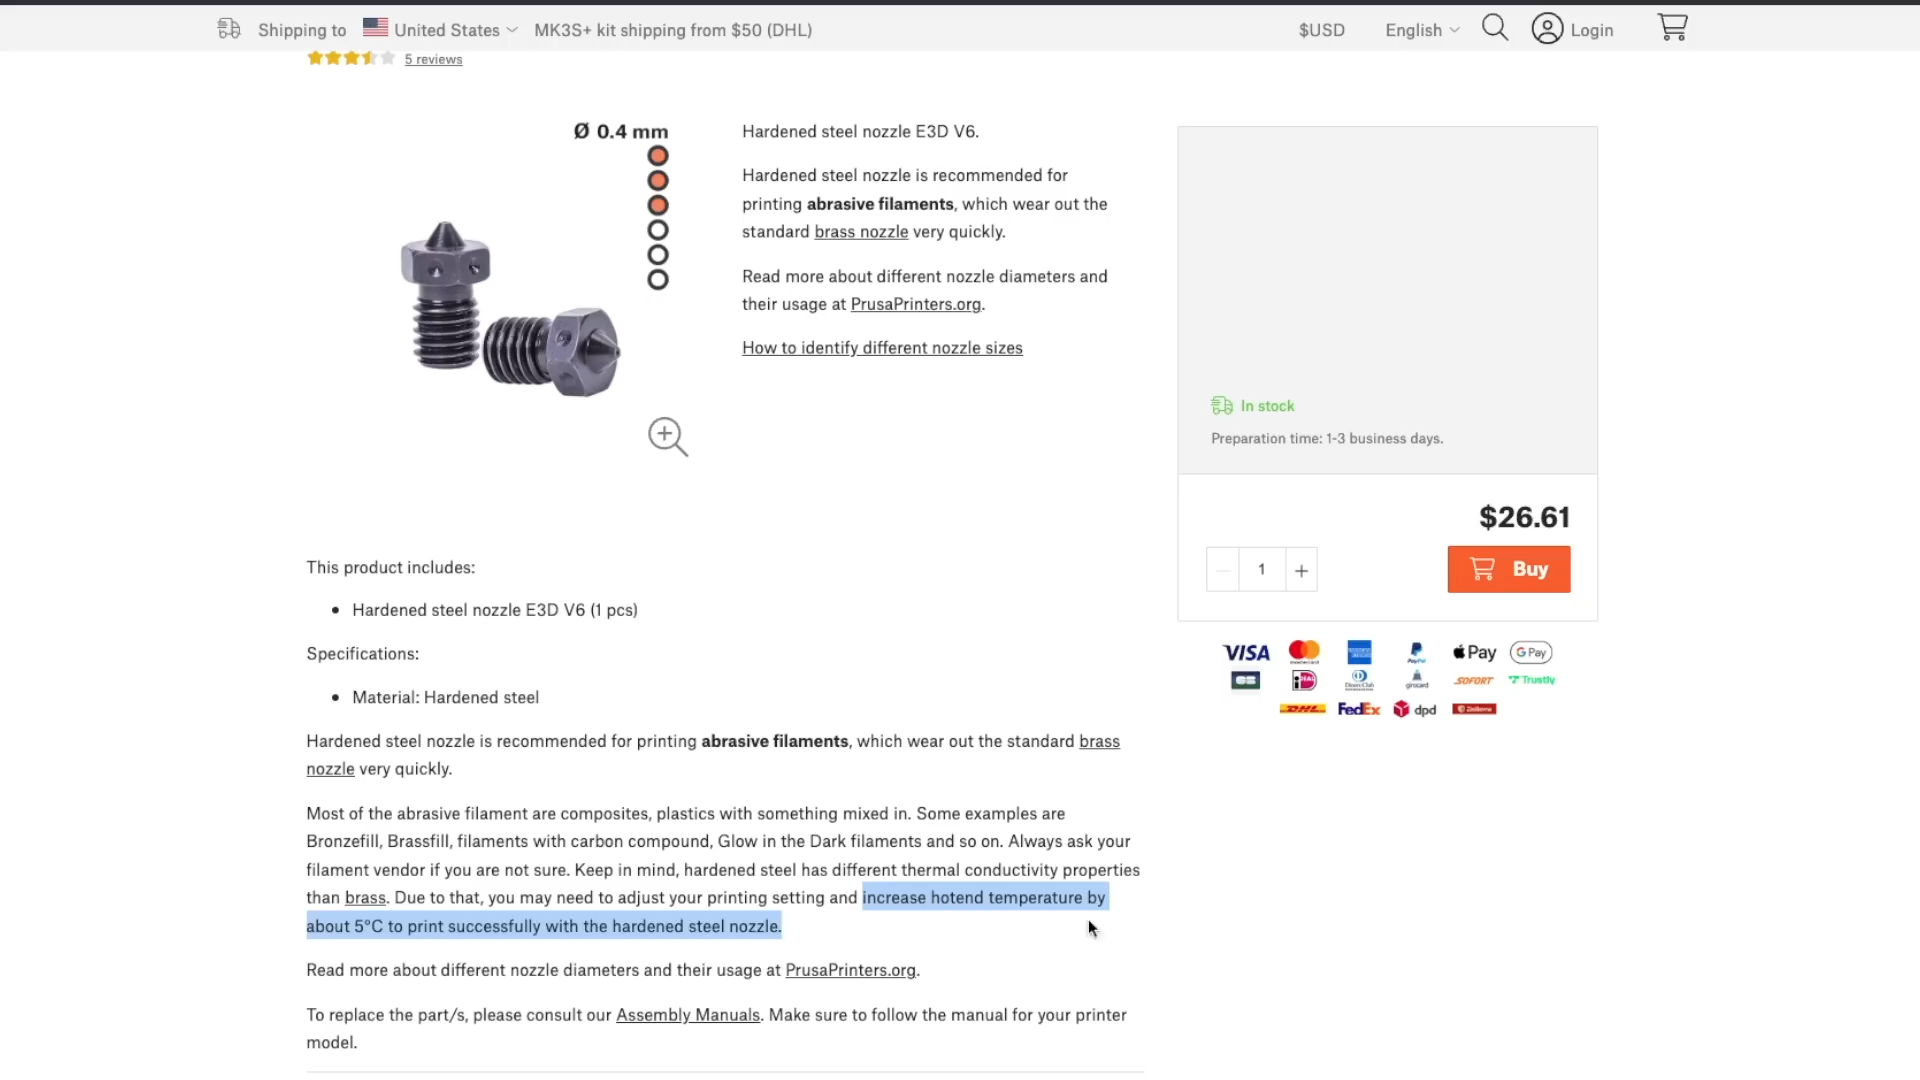 Shipping to United States MK3S+ kit shipping from $50 (DHL) $USD English Login
5 reviews
Ø 0.4 mm
Hardened steel nozzle E3D V6.
Hardened steel nozzle is recommended for
printing abrasive filaments, which wear out the
standard brass nozzle very quickly.
Read more about different nozzle diameters and
their usage at PrusaPrinters.org.
How to identify different nozzle sizes
In stock
Preparation time: 1-3 business days.
$26.61
1 + Buy
VISA mastercard PayPal Pay G Pay
CB iDEAL Diners Club girocard SOFORT Trustly
DHL FedEx dpd
This product includes:
• Hardened steel nozzle E3D V6 (1 pcs)
Specifications:
• Material: Hardened steel
Hardened steel nozzle is recommended for printing abrasive filaments, which wear out the standard brass
nozzle very quickly.
Most of the abrasive filament are composites, plastics with something mixed in. Some examples are
Bronzefill, Brassfill, filaments with carbon compound, Glow in the Dark filaments and so on. Always ask your
filament vendor if you are not sure. Keep in mind, hardened steel has different thermal conductivity properties
than brass. Due to that, you may need to adjust your printing setting and increase hotend temperature by
about 5°C to print successfully with the hardened steel nozzle.
Read more about different nozzle diameters and their usage at PrusaPrinters.org.
To replace the part/s, please consult our Assembly Manuals. Make sure to follow the manual for your printer
model.